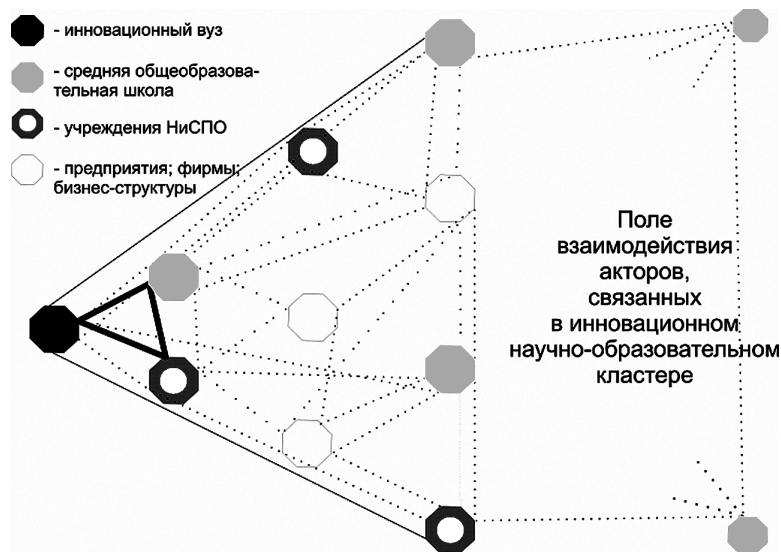 - инновационный вуз
- средняя общеобразова-
тельная школа
- учреждения НиСПО
- предприятия; фирмы;
бизнес-структуры
Поле
взаимодействия
акторов,
связанных
в инновационном
научно-образовательном
кластере